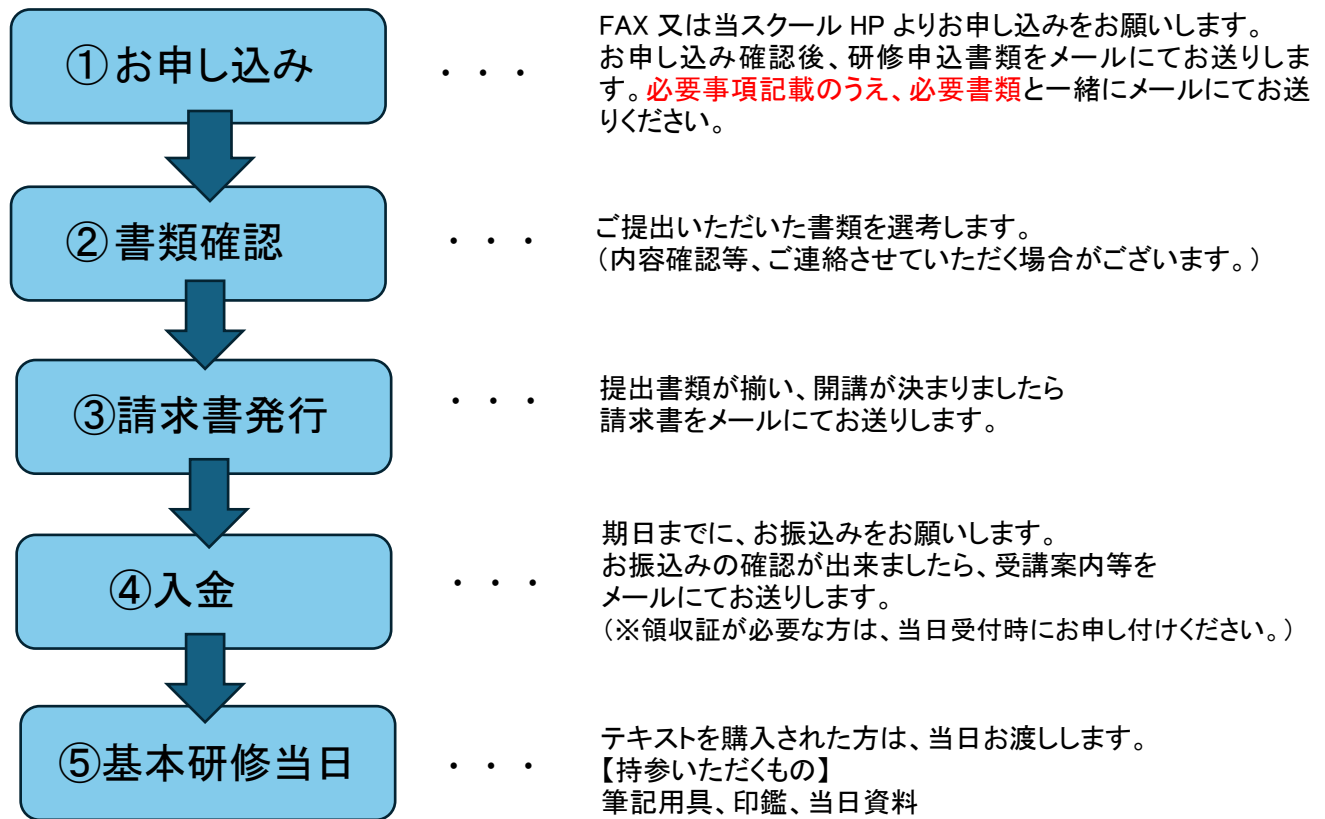 ①お申し込み
・・・
FAX 又は当スクール HP よりお申し込みをお願いします。
お申し込み確認後、研修申込書類をメールにてお送りしま
す。必要事項記載のうえ、必要書類と一緒にメールにてお送
りください。
②書類確認
・・・
ご提出いただいた書類を選考します。
（内容確認等、ご連絡させていただく場合がございます。）
③請求書発行
・・・
提出書類が揃い、開講が決まりましたら
請求書をメールにてお送りします。
④入金
・・・
期日までに、お振込みをお願いします。
お振込みの確認が出来ましたら、受講案内等を
メールにてお送りします。
（※領収証が必要な方は、当日受付時にお申し付けください。）
⑤基本研修当日
・・・
テキストを購入された方は、当日お渡しします。
【持参いただくもの】
筆記用具、印鑑、当日資料